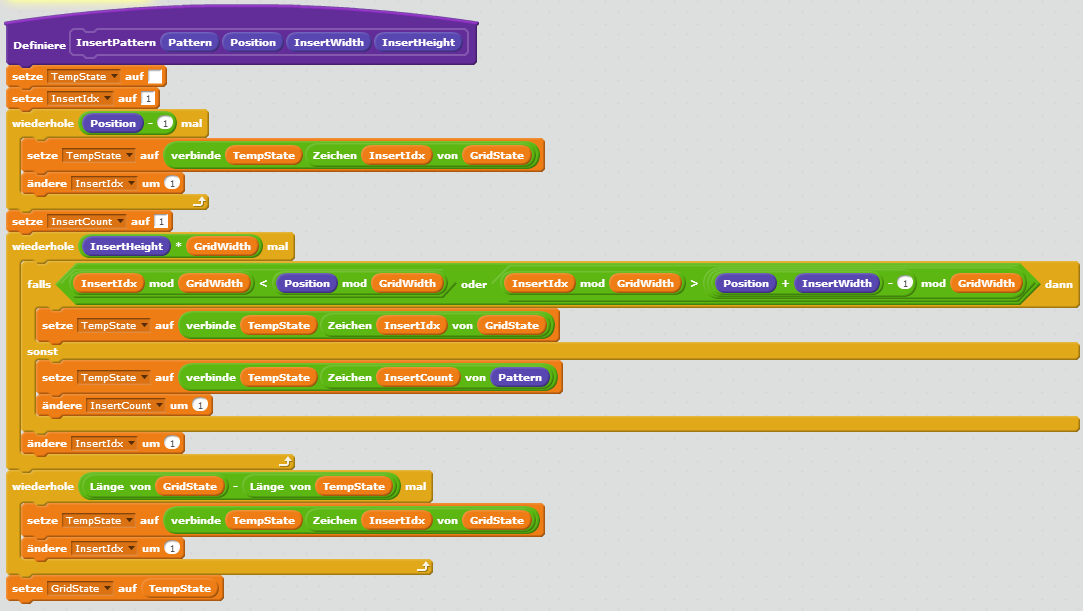 Definiere InsertPattern Pattern Position InsertWidth InsertHeight
setze TempState auf
setze InsertIdx auf 1
wiederhole Position - 1 mal
setze TempState auf verbinde TempState Zeichen InsertIdx von GridState
ändere InsertIdx um 1
setze InsertCount auf 1
wiederhole InsertHeight * GridWidth mal
falls InsertIdx mod GridWidth < Position mod GridWidth oder InsertIdx mod GridWidth > Position + InsertWidth - 1 mod GridWidth dann
setze TempState auf verbinde TempState Zeichen InsertIdx von GridState
sonst
setze TempState auf verbinde TempState Zeichen InsertCount von Pattern
ändere InsertCount um 1
ändere InsertIdx um 1
wiederhole Länge von GridState - Länge von TempState mal
setze TempState auf verbinde TempState Zeichen InsertIdx von GridState
ändere InsertIdx um 1
setze GridState auf TempState